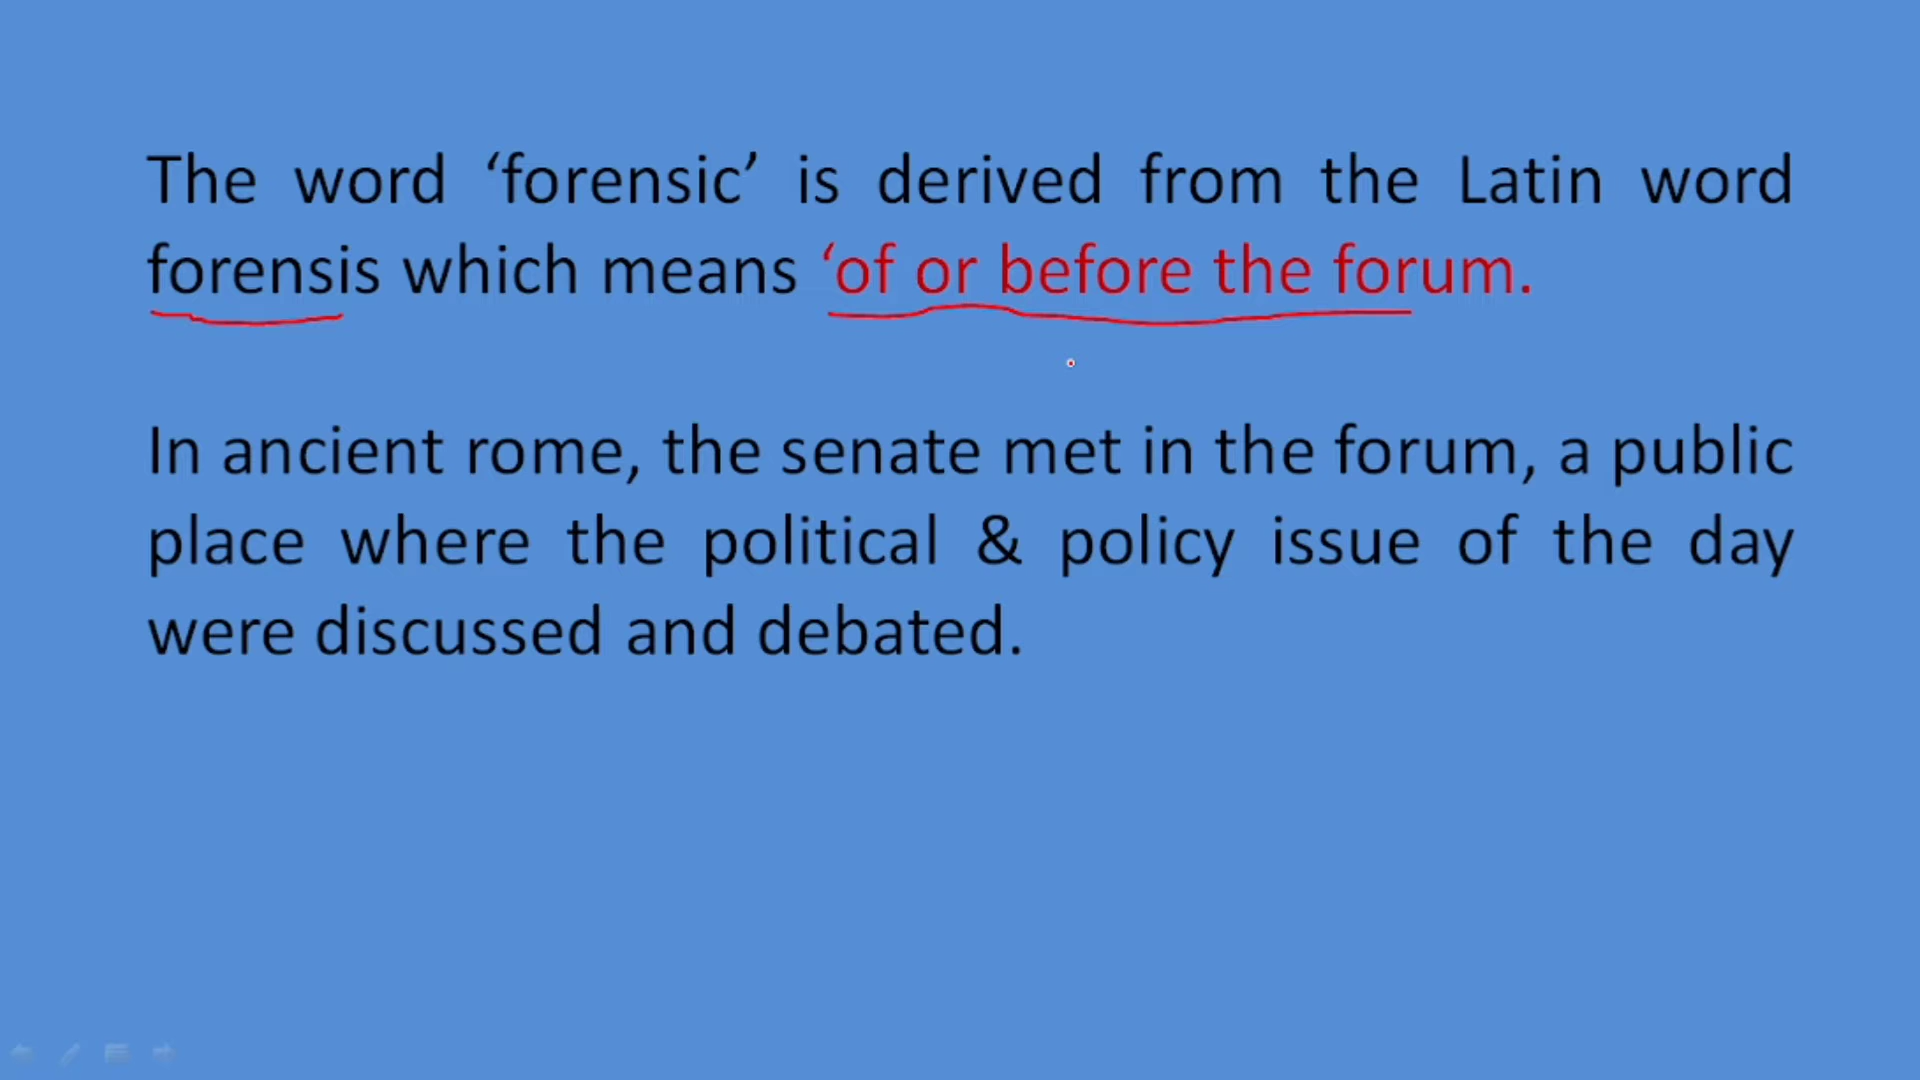 The word ‘forensic’ is derived from the Latin word
forensis which means ‘of or before the forum.
In ancient rome, the senate met in the forum, a public
place where the political & policy issue of the day
were discussed and debated.